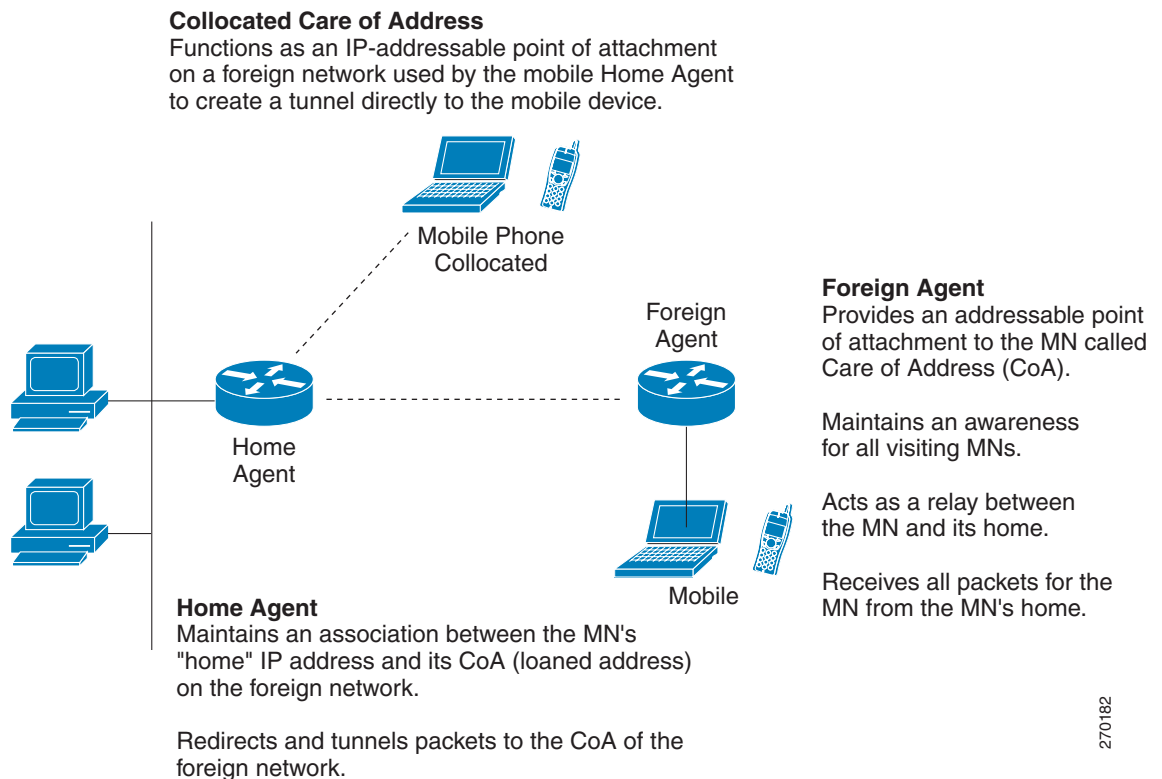 Collocated Care of Address
Functions as an IP-addressable point of attachment
on a foreign network used by the mobile Home Agent
to create a tunnel directly to the mobile device.
Mobile Phone
Collocated
Foreign
Agent
Home
Agent
Mobile
Foreign Agent
Provides an addressable point
of attachment to the MN called
Care of Address (CoA).
Maintains an awareness
for all visiting MNs.
Acts as a relay between
the MN and its home.
Receives all packets for the
MN from the MN's home.
Home Agent
Maintains an association between the MN's
"home" IP address and its CoA (loaned address)
on the foreign network.
Redirects and tunnels packets to the CoA of the
foreign network.
270182